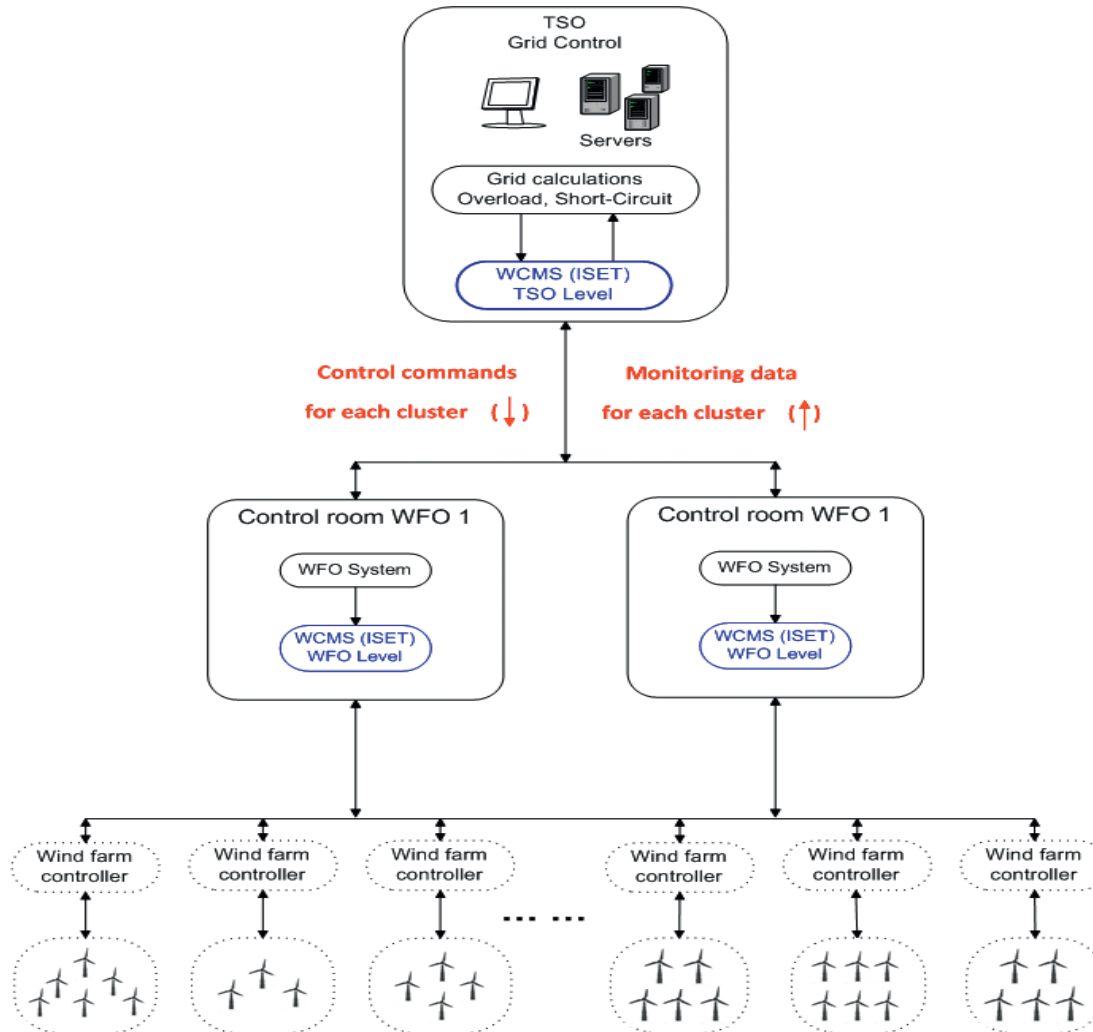 TSO
Grid Control
Servers
Grid calculations
Overload, Short-Circuit
WCMS (ISET)
TSO Level
Control commands
for each cluster (↓)
Monitoring data
for each cluster (↑)
Control room WFO 1
WFO System
WCMS (ISET)
WFO Level
Control room WFO 1
WFO System
WCMS (ISET)
WFO Level
Wind farm
controller
Wind farm
controller
Wind farm
controller
Wind farm
controller
Wind farm
controller
Wind farm
controller
... ...